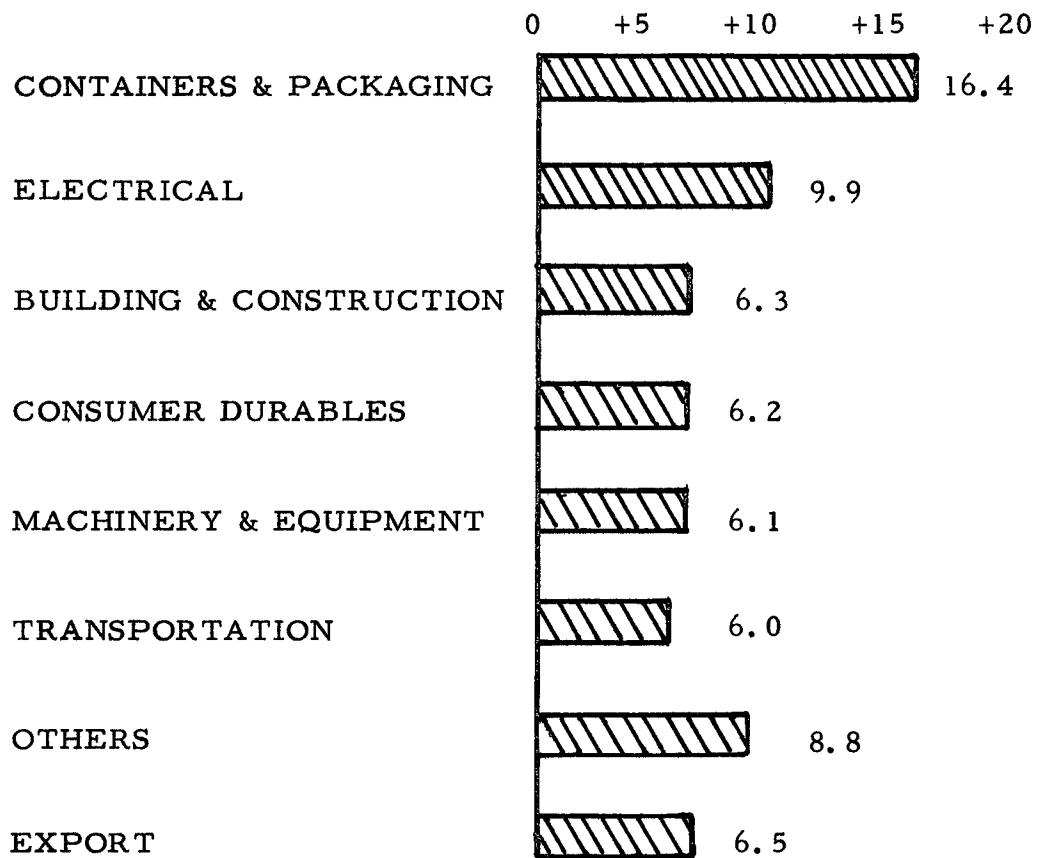 0 +5 +10 +15 +20
CONTAINERS & PACKAGING 16.4
ELECTRICAL 9.9
BUILDING & CONSTRUCTION 6.3
CONSUMER DURABLES 6.2
MACHINERY & EQUIPMENT 6.1
TRANSPORTATION 6.0
OTHERS 8.8
EXPORT 6.5